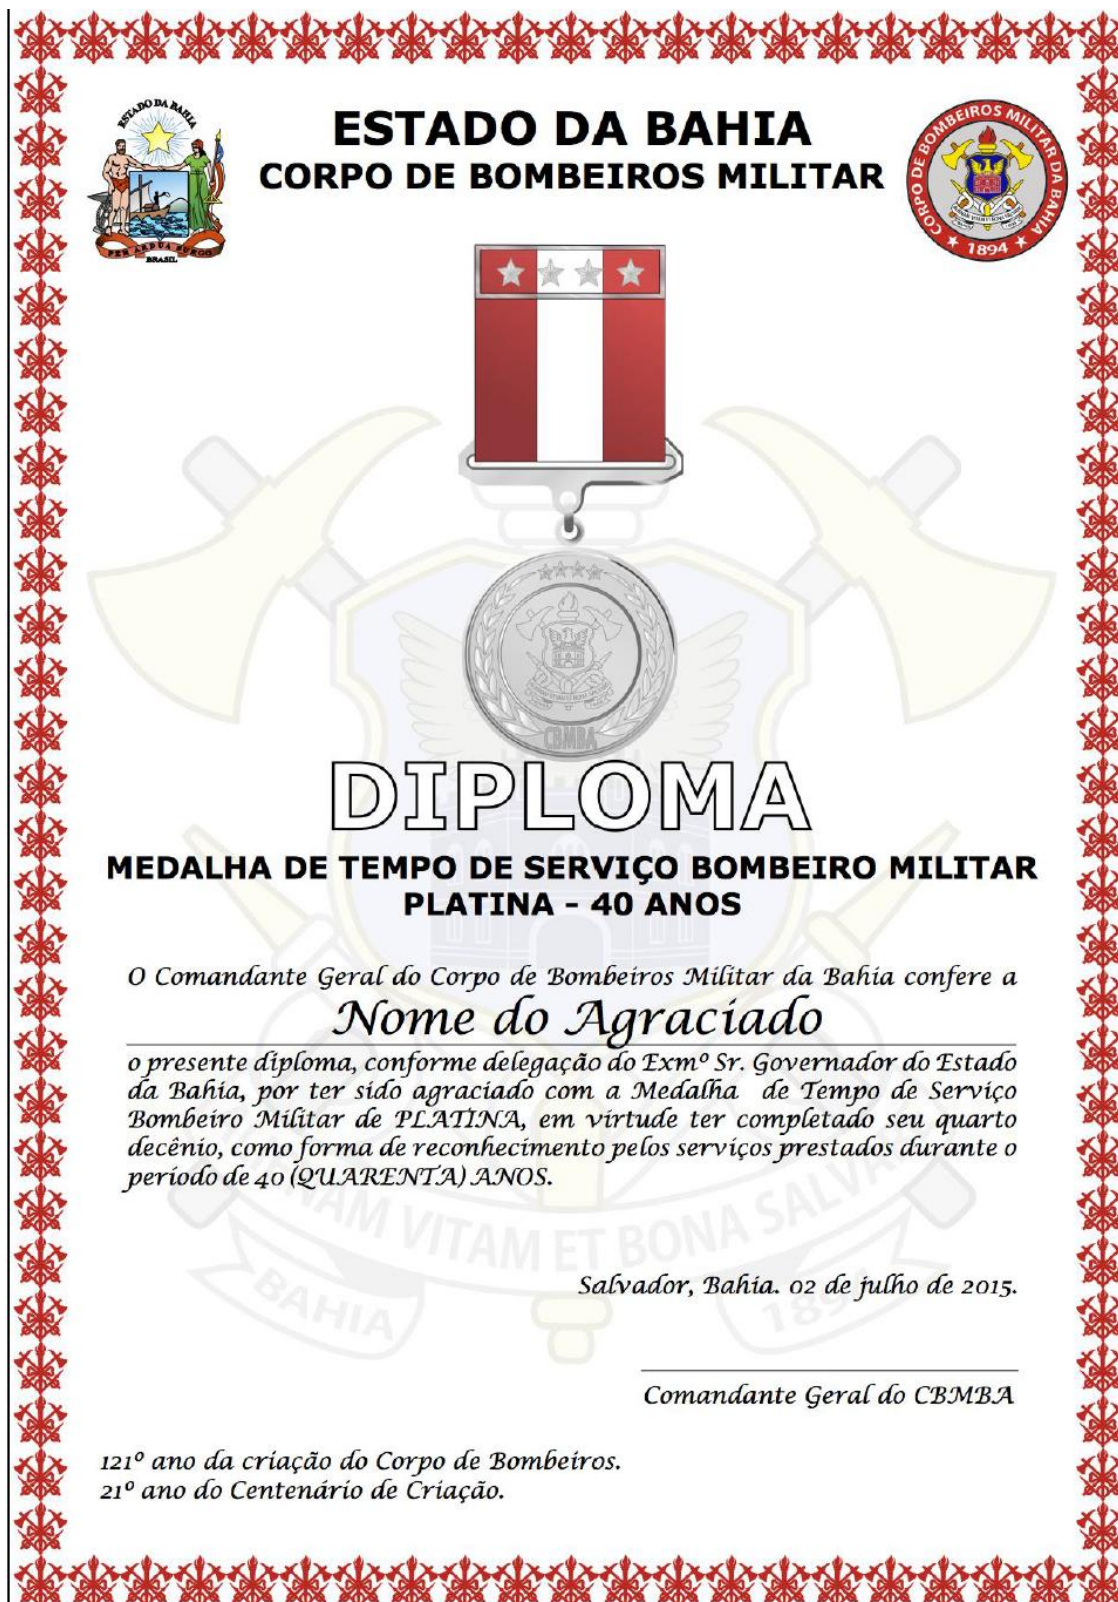 ESTADO DA BAHIA
CORPO DE BOMBEIROS MILITAR
ESTADO DA BAHIA
PER ARDUA SURGO
BRASIL
CORPO DE BOMBEIROS MILITAR DA BAHIA
1894
CBMBA
DIPLOMA
MEDALHA DE TEMPO DE SERVIÇO BOMBEIRO MILITAR
PLATINA - 40 ANOS
O Comandante Geral do Corpo de Bombeiros Militar da Bahia confere a
Nome do Agraciado
o presente diploma, conforme delegação do Exmº Sr. Governador do Estado
da Bahia, por ter sido agraciado com a Medalha de Tempo de Serviço
Bombeiro Militar de PLATINA, em virtude ter completado seu quarto
decênio, como forma de reconhecimento pelos serviços prestados durante o
período de 40 (QUARENTA) ANOS.
VITAM ET BONA
BAHIA
1894
Salvador, Bahia. 02 de julho de 2015.
Comandante Geral do CBMBA
121º ano da criação do Corpo de Bombeiros.
21º ano do Centenário de Criação.